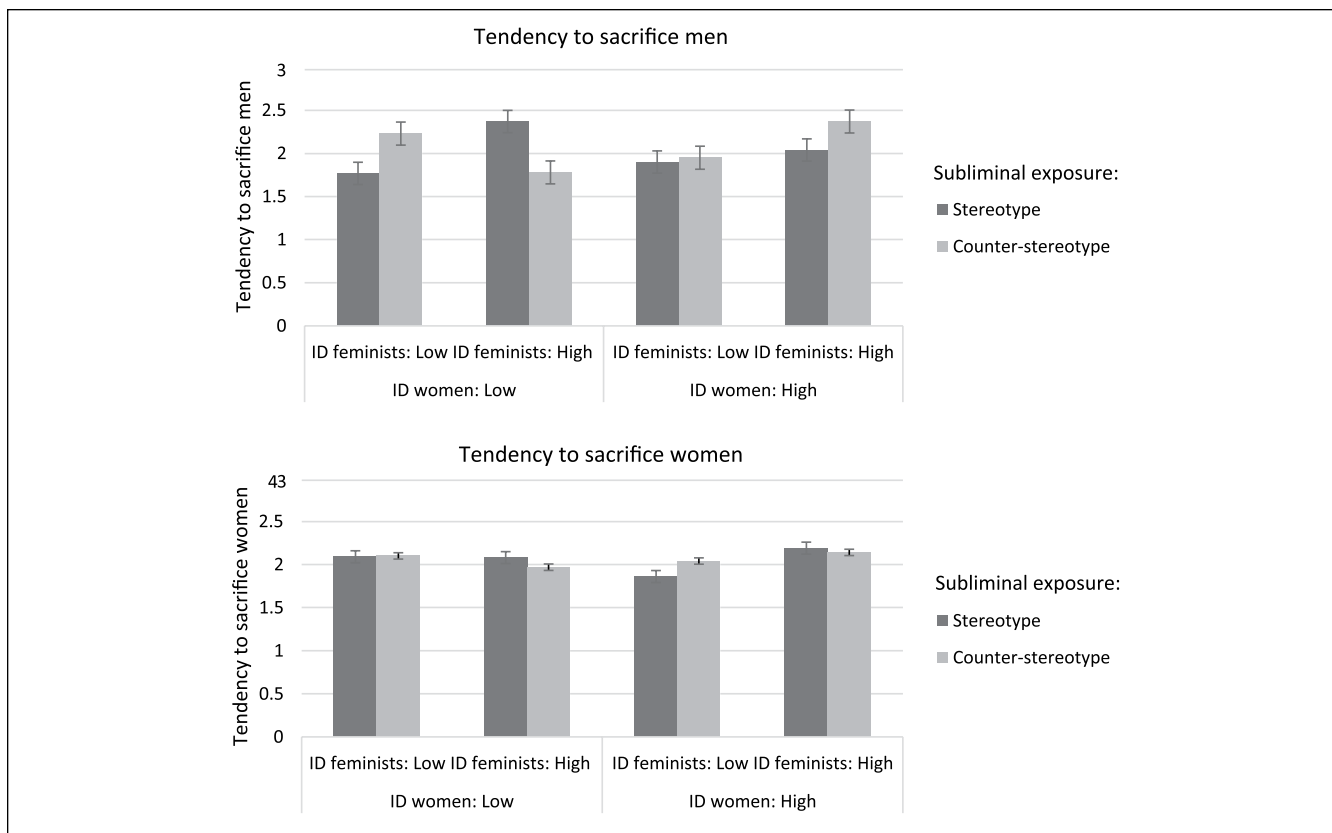 Tendency to sacrifice men
Tendency to sacrifice men
3
2.5
2
1.5
1
0.5
0
ID feminists: Low ID feminists: High
ID feminists: Low ID feminists: High
ID women: Low
ID women: High
Subliminal exposure:
Stereotype
Counter-stereotype
Tendency to sacrifice women
Tendency to sacrifice women
43
2.5
2
1.5
1
0.5
0
ID feminists: Low ID feminists: High
ID feminists: Low ID feminists: High
ID women: Low
ID women: High
Subliminal exposure:
Stereotype
Counter-stereotype